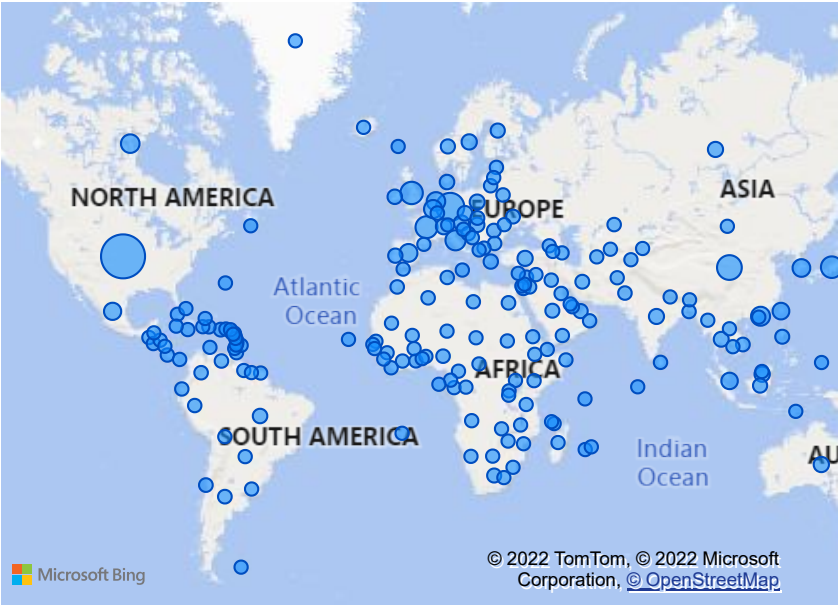 NORTH AMERICA
EUROPE
ASIA
Atlantic
Ocean
AFRICA
SOUTH AMERICA
Indian
Ocean
AU
Microsoft Bing
© 2022 TomTom, © 2022 Microsoft
Corporation, © OpenStreetMap